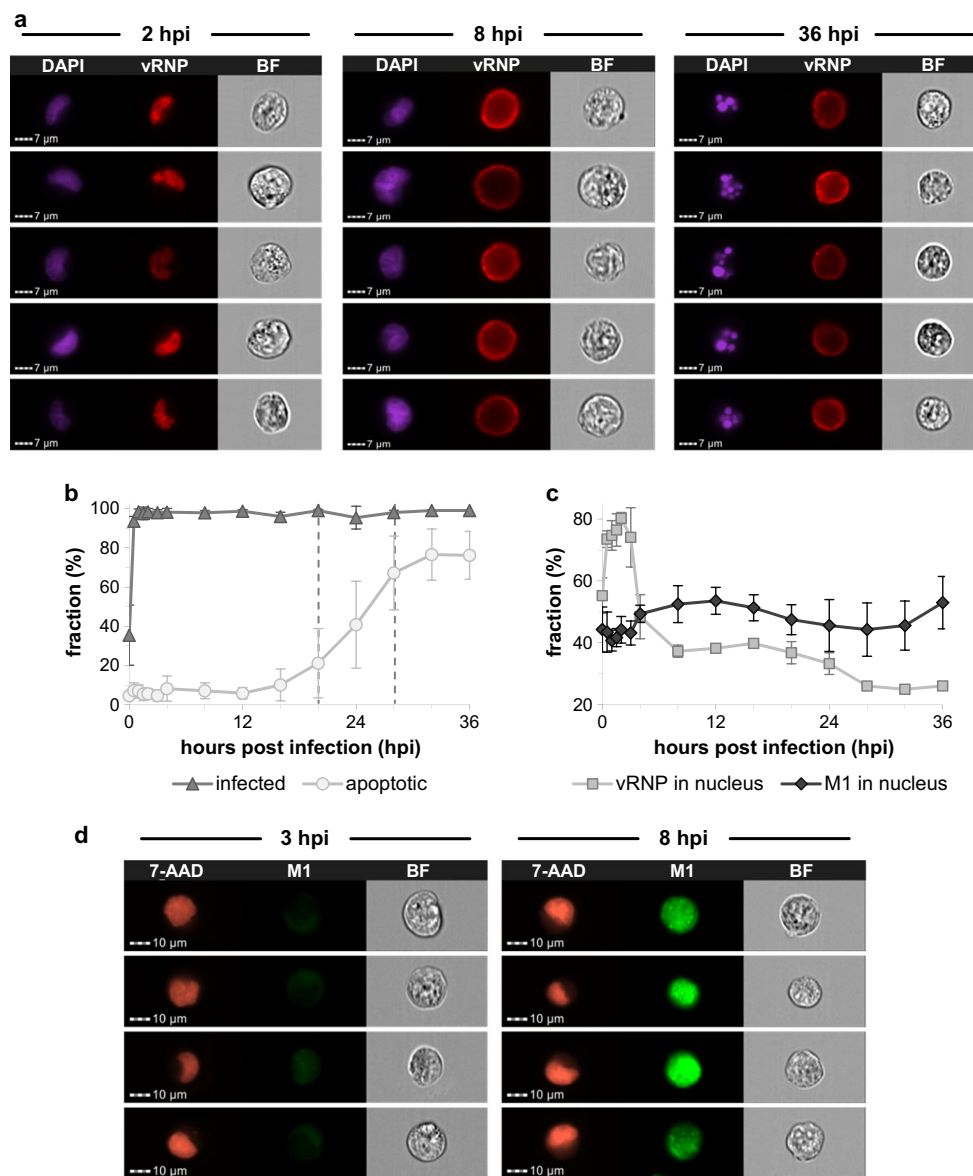 a
2 hpi 8 hpi 36 hpi
DAPI vRNP BF DAPI vRNP BF DAPI vRNP BF
7 µm 7 µm 7 µm
7 µm 7 µm 7 µm
7 µm 7 µm 7 µm
7 µm 7 µm 7 µm
7 µm 7 µm 7 µm
b
fraction (%)
100
80
60
40
20
0
0 12 24 36
hours post infection (hpi)
infected apoptotic
c
fraction (%)
80
60
40
20
0 12 24 36
hours post infection (hpi)
vRNP in nucleus M1 in nucleus
d
3 hpi 8 hpi
7-AAD M1 BF 7-AAD M1 BF
10 µm 10 µm
10 µm 10 µm
10 µm 10 µm
10 µm 10 µm